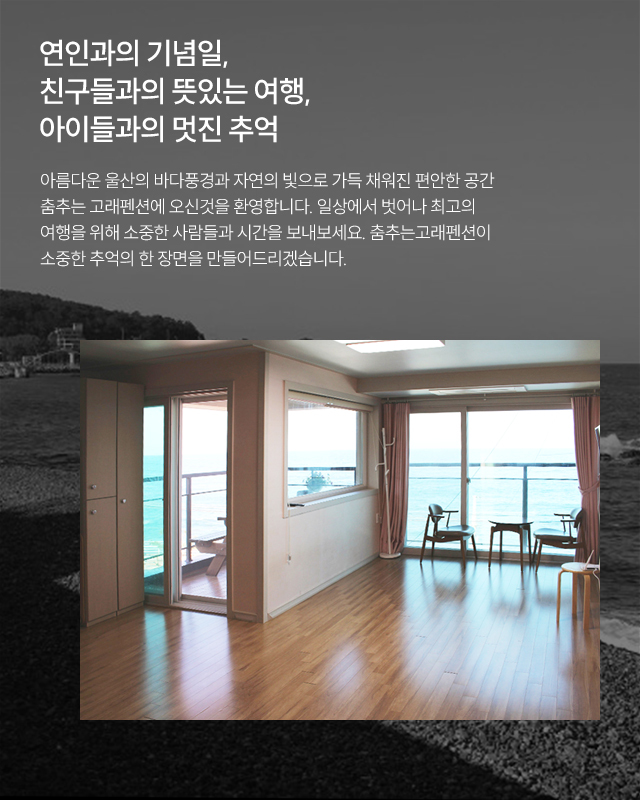 연인과의 기념일,
친구들과의 뜻있는 여행,
아이들과의 멋진 추억
아름다운 울산의 바다풍경과 자연의 빛으로 가득 채워진 편안한 공간
춤추는 고래펜션에 오신것을 환영합니다. 일상에서 벗어나 최고의
여행을 위해 소중한 사람들과 시간을 보내보세요. 춤추는고래펜션이
소중한 추억의 한 장면을 만들어드리겠습니다.